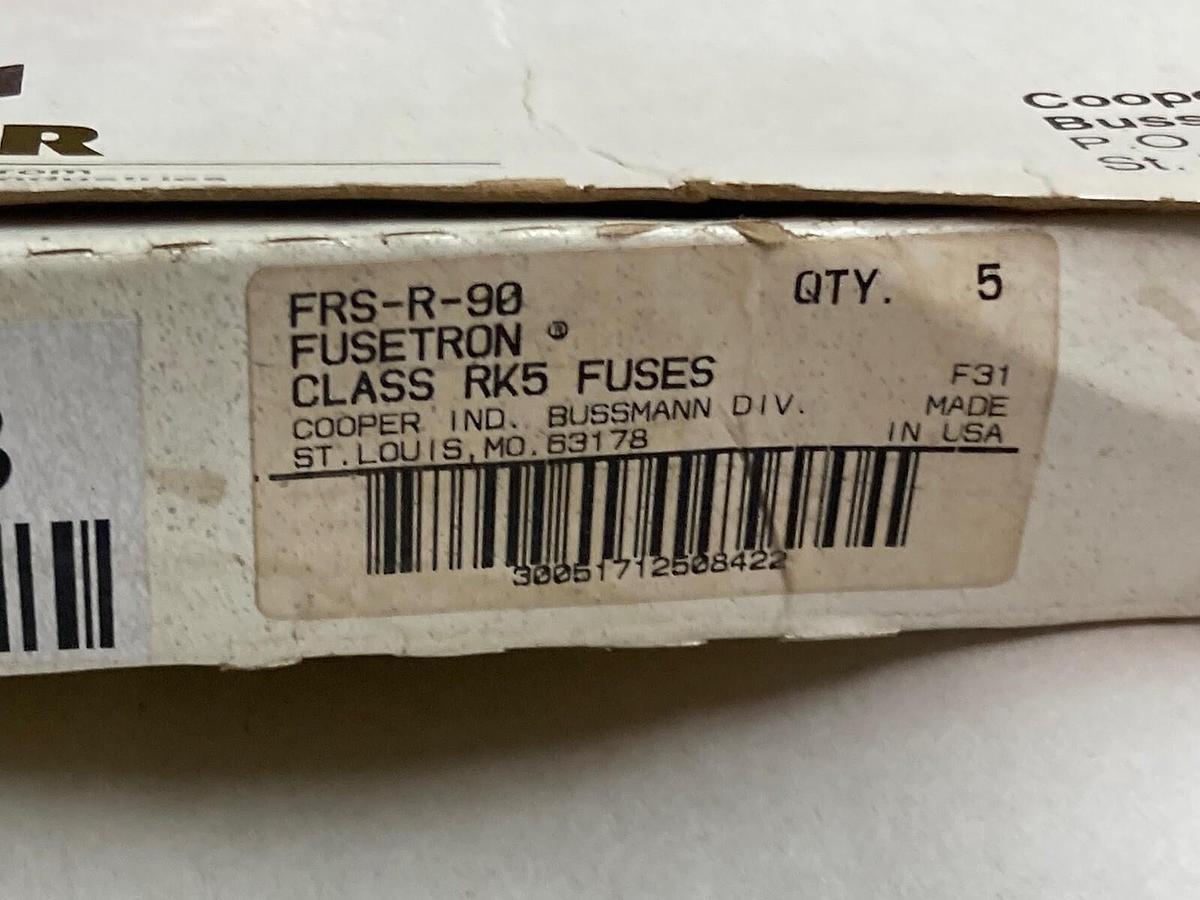 R
Coope
Buss
P.O
St.
FRS-R-90 QTY. 5
FUSETRON ®
CLASS RK5 FUSES F31
COOPER IND. BUSSMANN DIV. MADE
ST. LOUIS, MO. 63178 IN USA
30051712508422